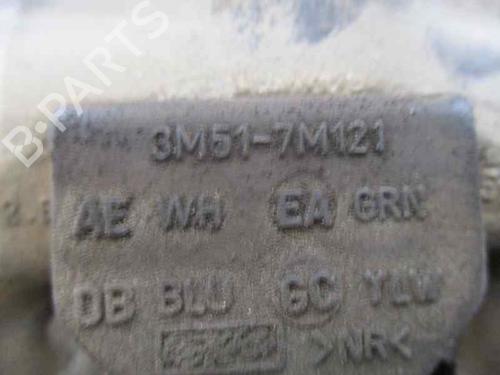 B-PARTS
3M51-7M121
AE WH EA GRN
DB BLU GC YLW
>NR<